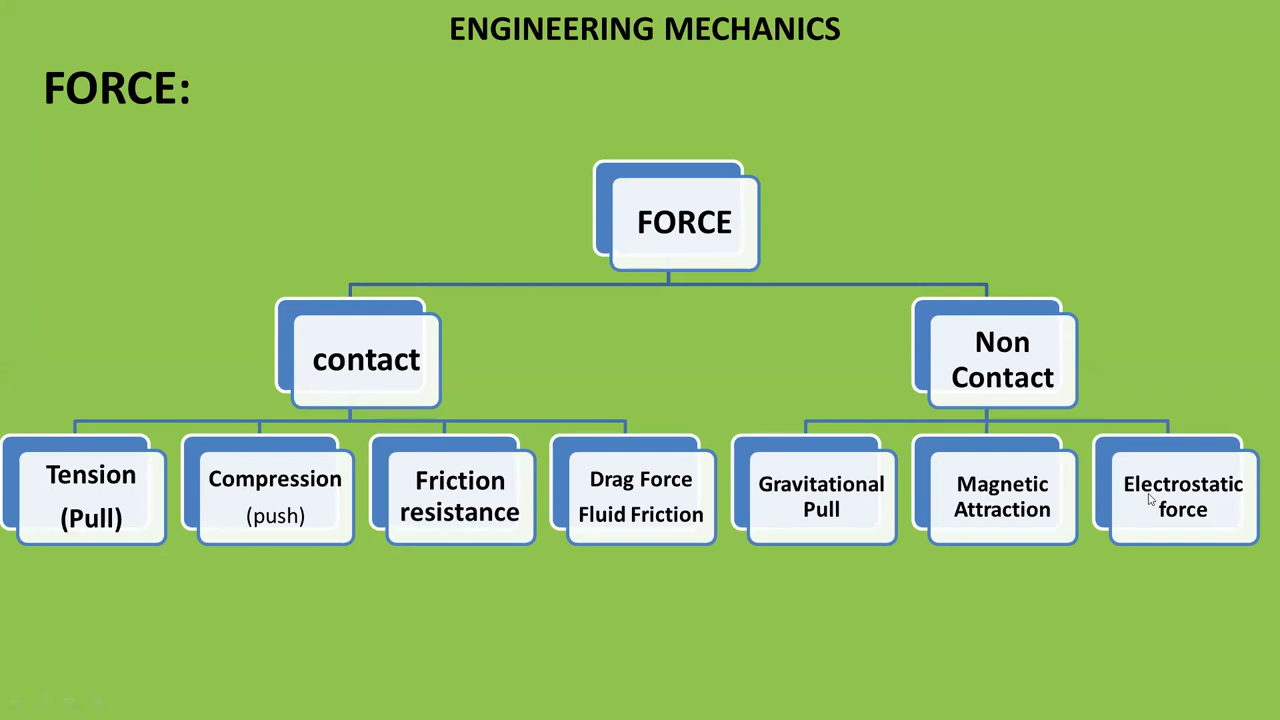 ENGINEERING MECHANICS
FORCE:
FORCE
contact
Non
Contact
Tension
(Pull)
Compression
(push)
Friction
resistance
Drag Force
Fluid Friction
Gravitational
Pull
Magnetic
Attraction
Electrostatic
force